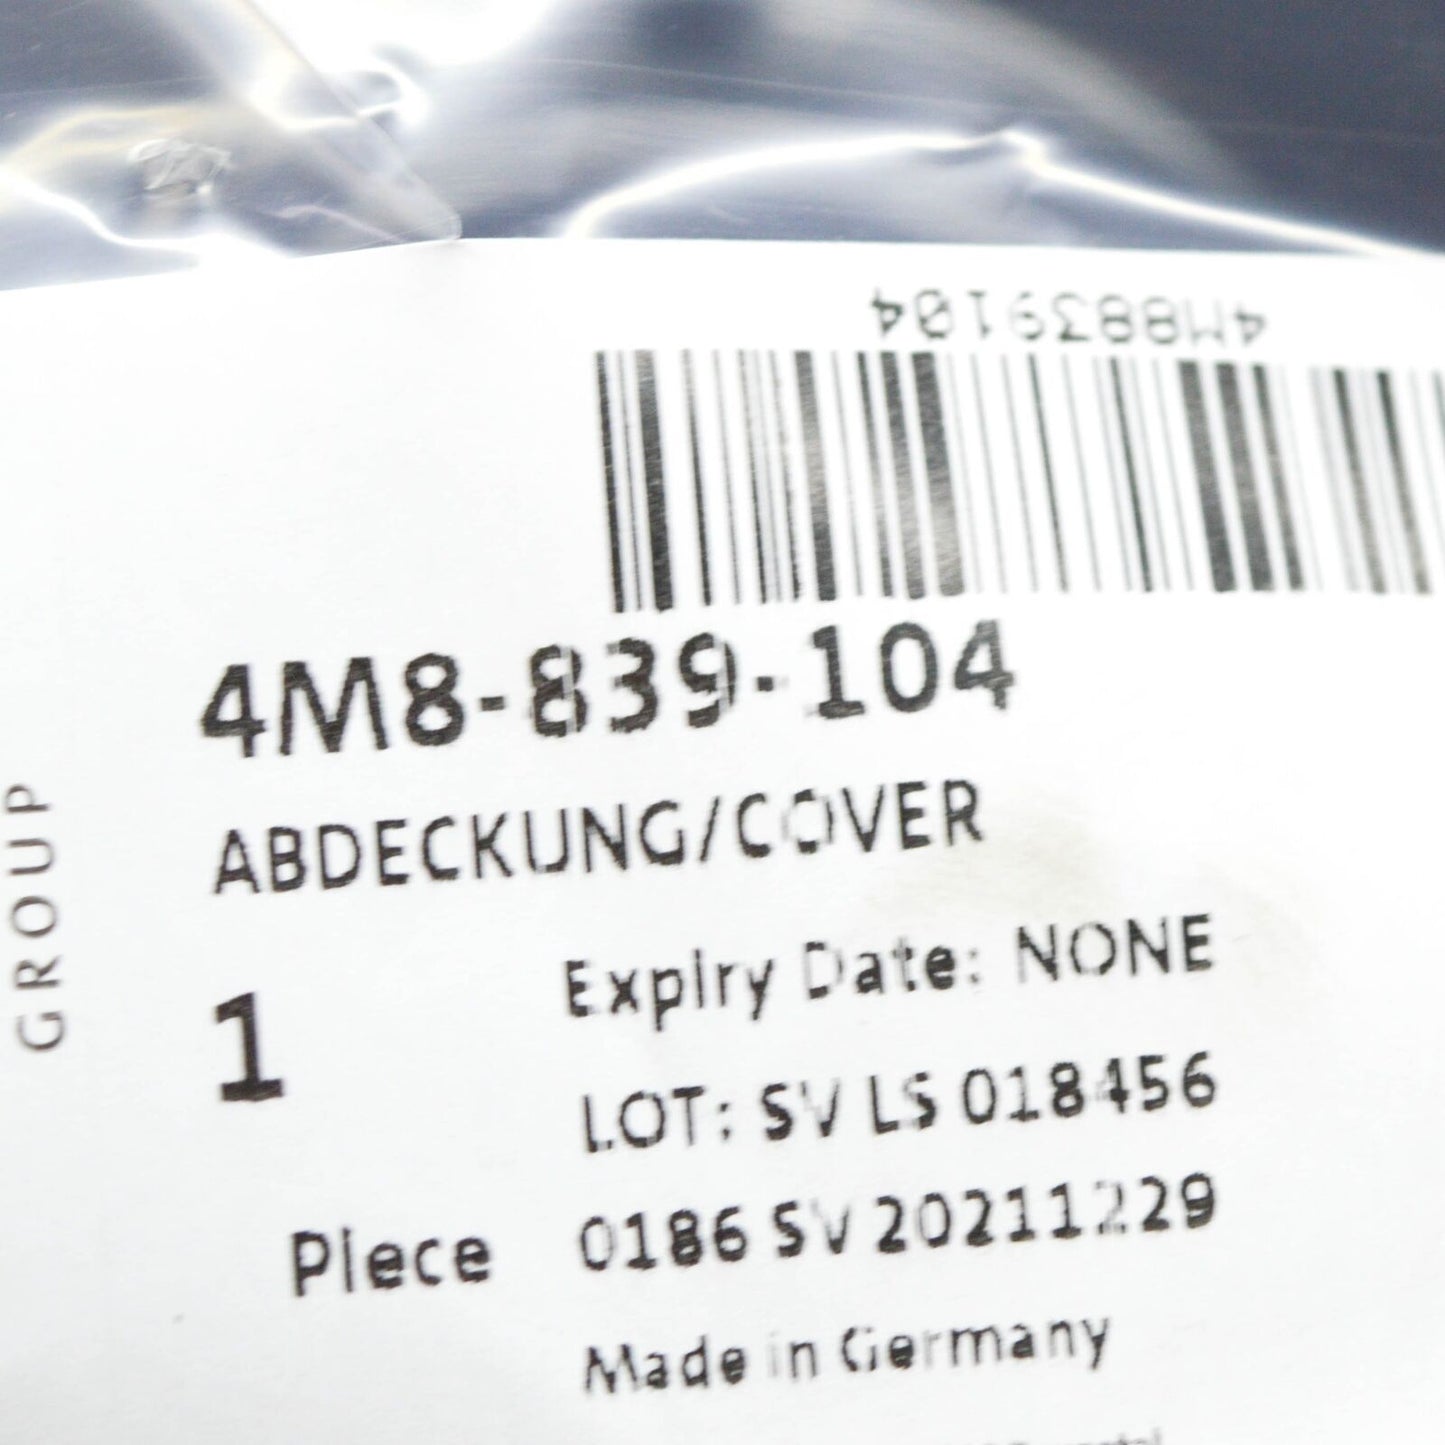 4M8839104
4M8-839-104
ABDECKUNG/COVER
GROUP
1
Expiry Date: NONE
LOT: SV LS 018456
Piece
0186 SV 20211229
Made in Germany